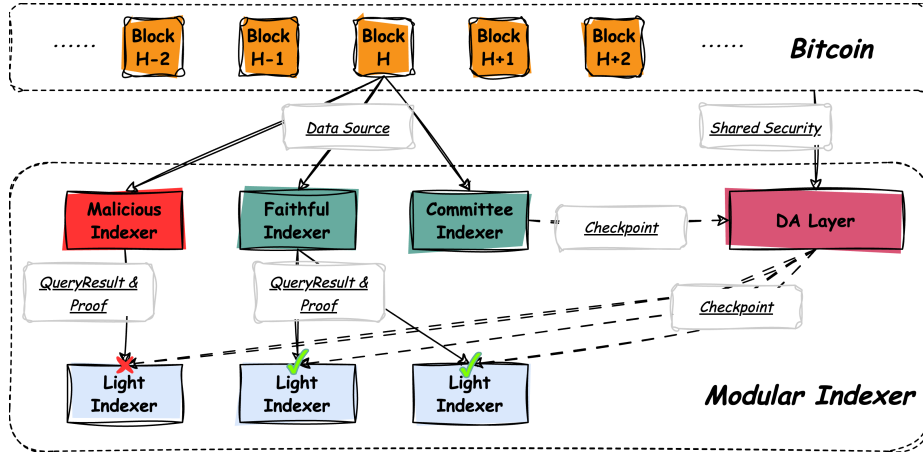 ......
Block
H-2
Block
H-1
Block
H
Block
H+1
Block
H+2
......
Bitcoin
Data Source
Shared Security
Malicious
Indexer
Faithful
Indexer
Committee
Indexer
Checkpoint
DA Layer
QueryResult &
Proof
QueryResult &
Proof
Checkpoint
Light
Indexer
Light
Indexer
Light
Indexer
Modular Indexer